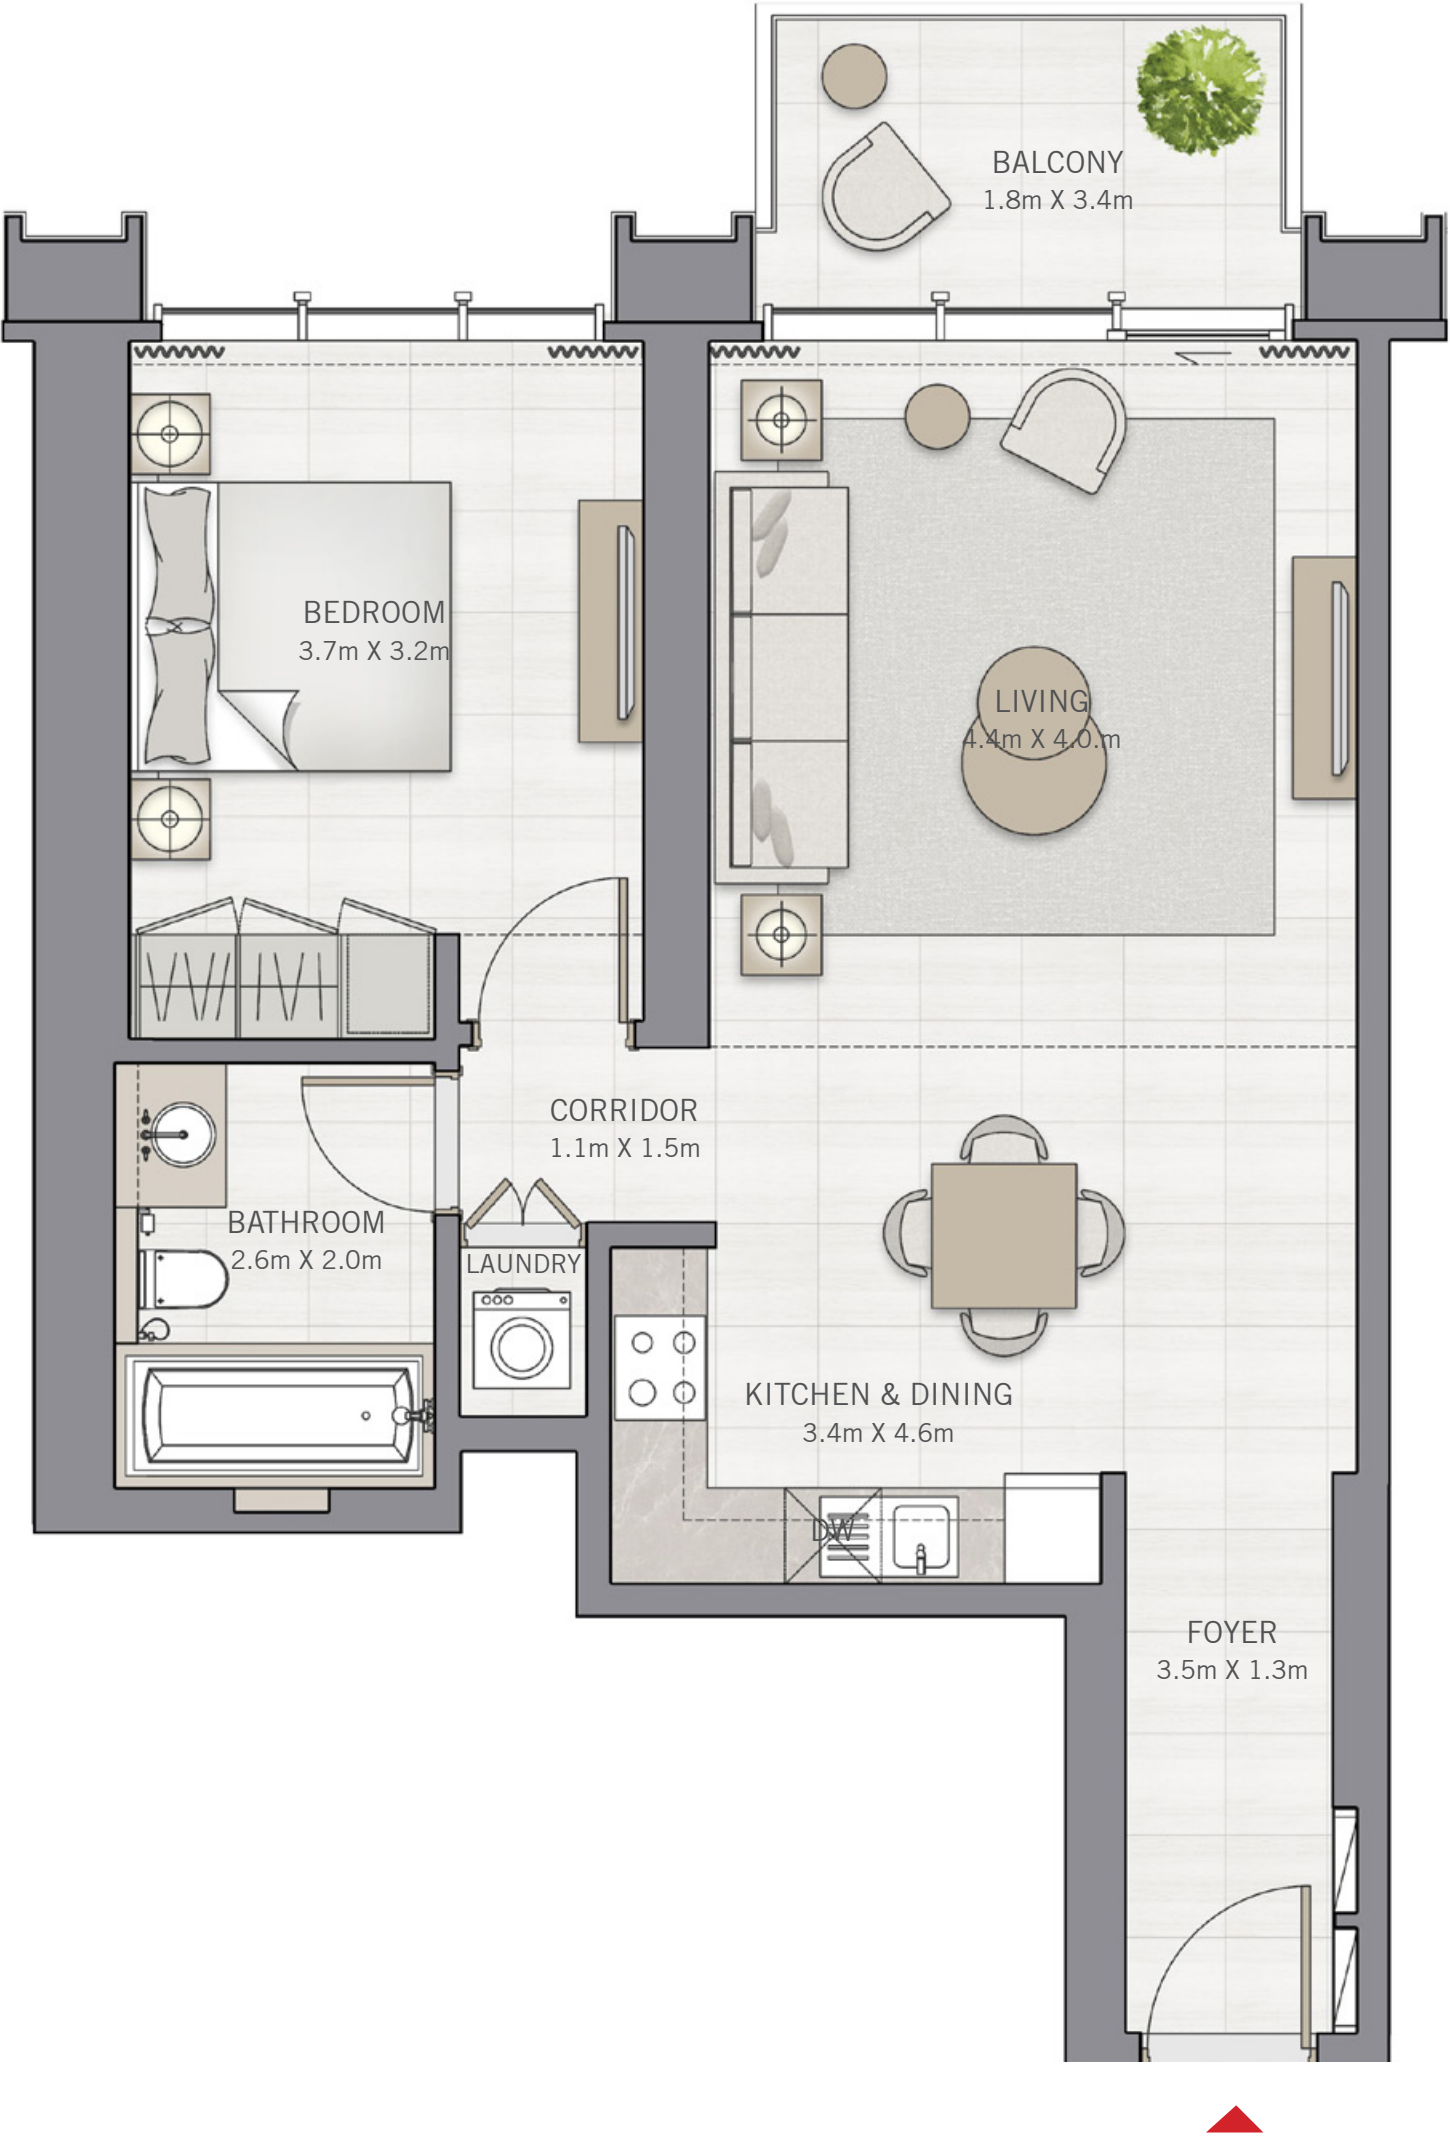 BALCONY
1.8m X 3.4m
BEDROOM
3.7m X 3.2m
LIVING
4.4m X 4.0.m
CORRIDOR
1.1m X 1.5m
BATHROOM
2.6m X 2.0m
LAUNDRY
KITCHEN & DINING
3.4m X 4.6m
DW
FOYER
3.5m X 1.3m